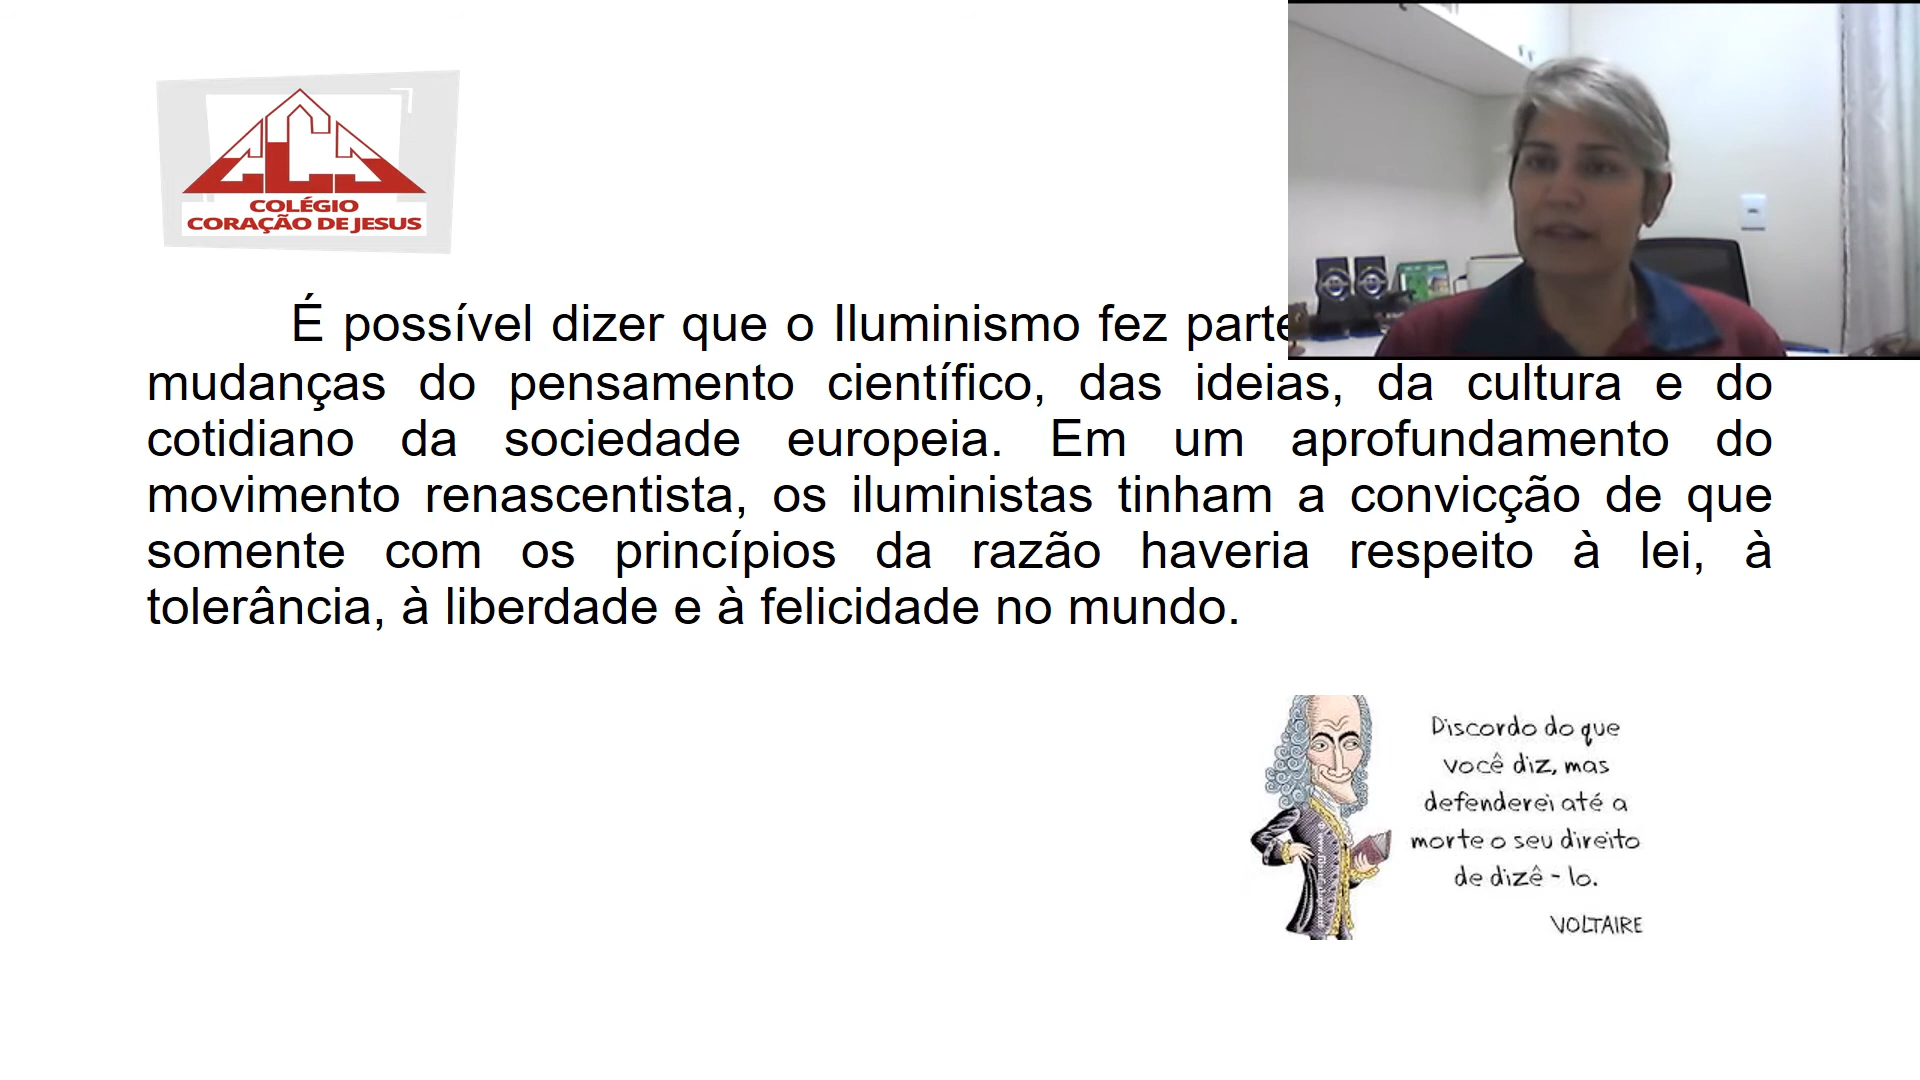 COLÉGIO
CORAÇÃO DE JESUS
É possível dizer que o Iluminismo fez parte
mudanças do pensamento científico, das ideias, da cultura e do
cotidiano da sociedade europeia. Em um aprofundamento do
movimento renascentista, os iluministas tinham a convicção de que
somente com os princípios da razão haveria respeito à lei, à
tolerância, à liberdade e à felicidade no mundo.
Discordo do que
você diz, mas
defenderei até a
morte o seu direito
de dizê-lo.
VOLTAIRE